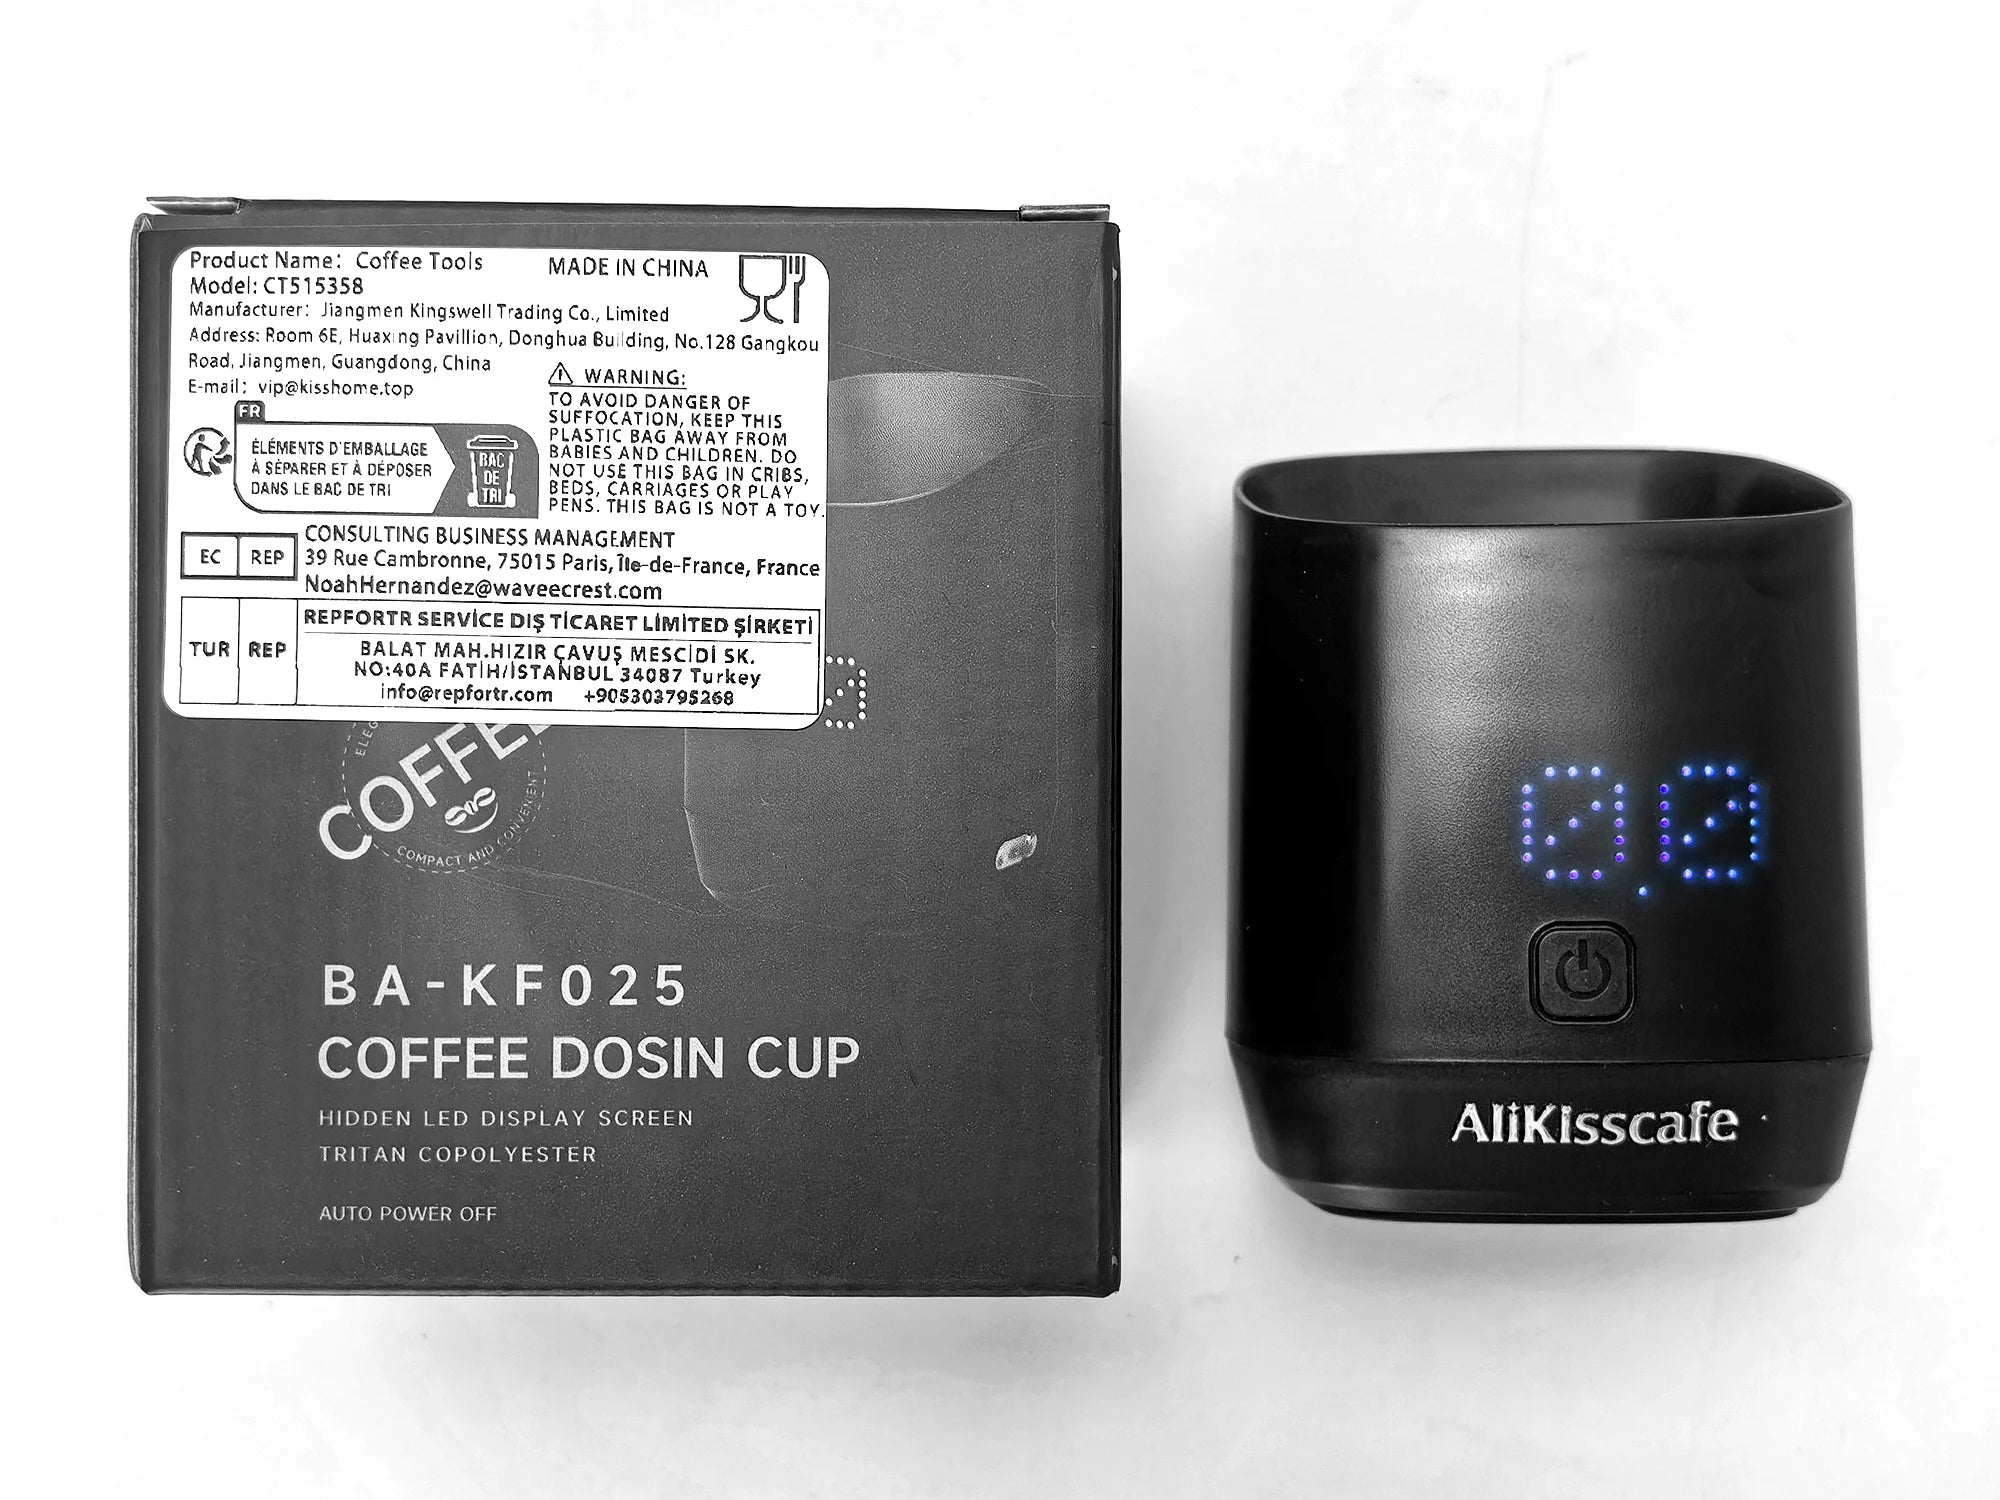 Product Name: Coffee Tools
MADE IN CHINA
Model: CT515358
Manufacturer: Jiangmen Kingswell Trading Co., Limited
Address: Room 6E, Huaxing Pavillion, Donghua Building, No.128 Gangkou
Road, Jiangmen, Guangdong, China
E-mail: vip@kisshome.top
WARNING:
TO AVOID DANGER OF
SUFFOCATION, KEEP THIS
PLASTIC BAG AWAY FROM
BABIES AND CHILDREN. DO
NOT USE THIS BAG IN CRIBS,
BEDS, CARRIAGES OR PLAY
PENS. THIS BAG IS NOT A TOY.
FR
ÉLÉMENTS D'EMBALLAGE
À SÉPARER ET À DÉPOSER
DANS LE BAC DE TRI
BAC
DE
TRI
EC REP
CONSULTING BUSINESS MANAGEMENT
39 Rue Cambronne, 75015 Paris, Île-de-France, France
NoahHernandez@waveecrest.com
TUR REP
REPFORTR SERVİCE DIŞ TİCARET LİMİTED ŞİRKETİ
BALAT MAH.HIZIR ÇAVUŞ MESCİDİ SK.
NO:40A FATİH/İSTANBUL 34087 Turkey
info@repfortr.com +905303795268
COFFEE
COMPACT AND CONVENIENT
BA-KF025
COFFEE DOSIN CUP
HIDDEN LED DISPLAY SCREEN
TRITAN COPOLYESTER
AUTO POWER OFF
0.0
AliKisscafe